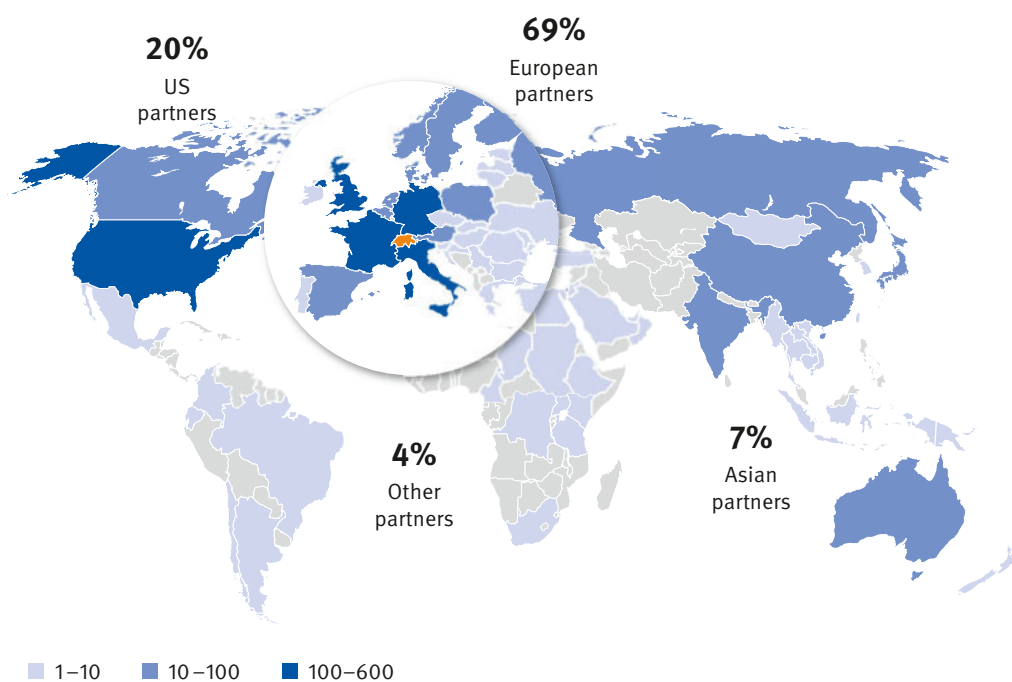 20%
US
partners
69%
European
partners
4%
Other
partners
7%
Asian
partners
1–10
10–100
100–600